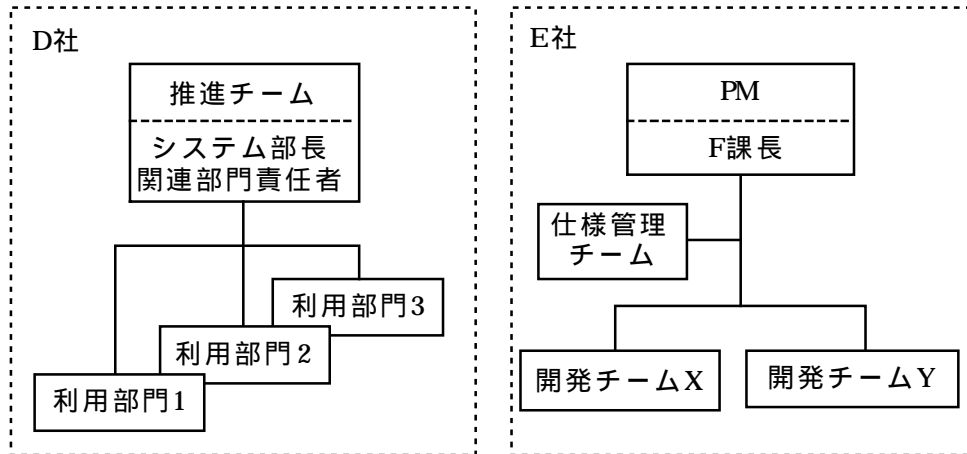 D社
推進チーム
システム部長
関連部門責任者
利用部門3
利用部門2
利用部門1
E社
PM
F課長
仕様管理
チーム
開発チームX
開発チームY